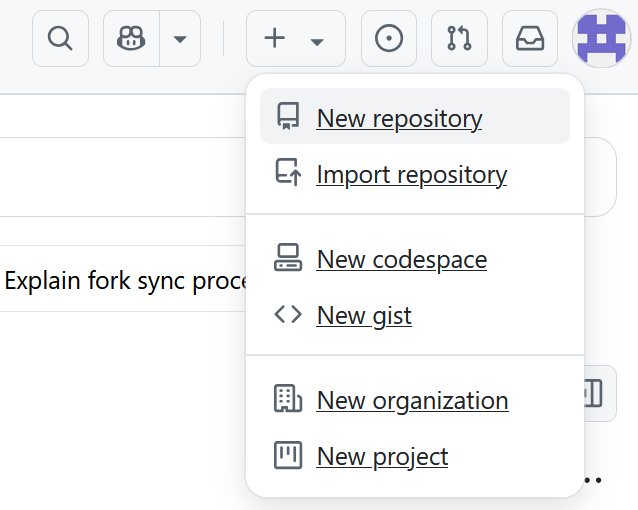 New repository
Import repository
Explain fork sync proce
New codespace
New gist
New organization
New project